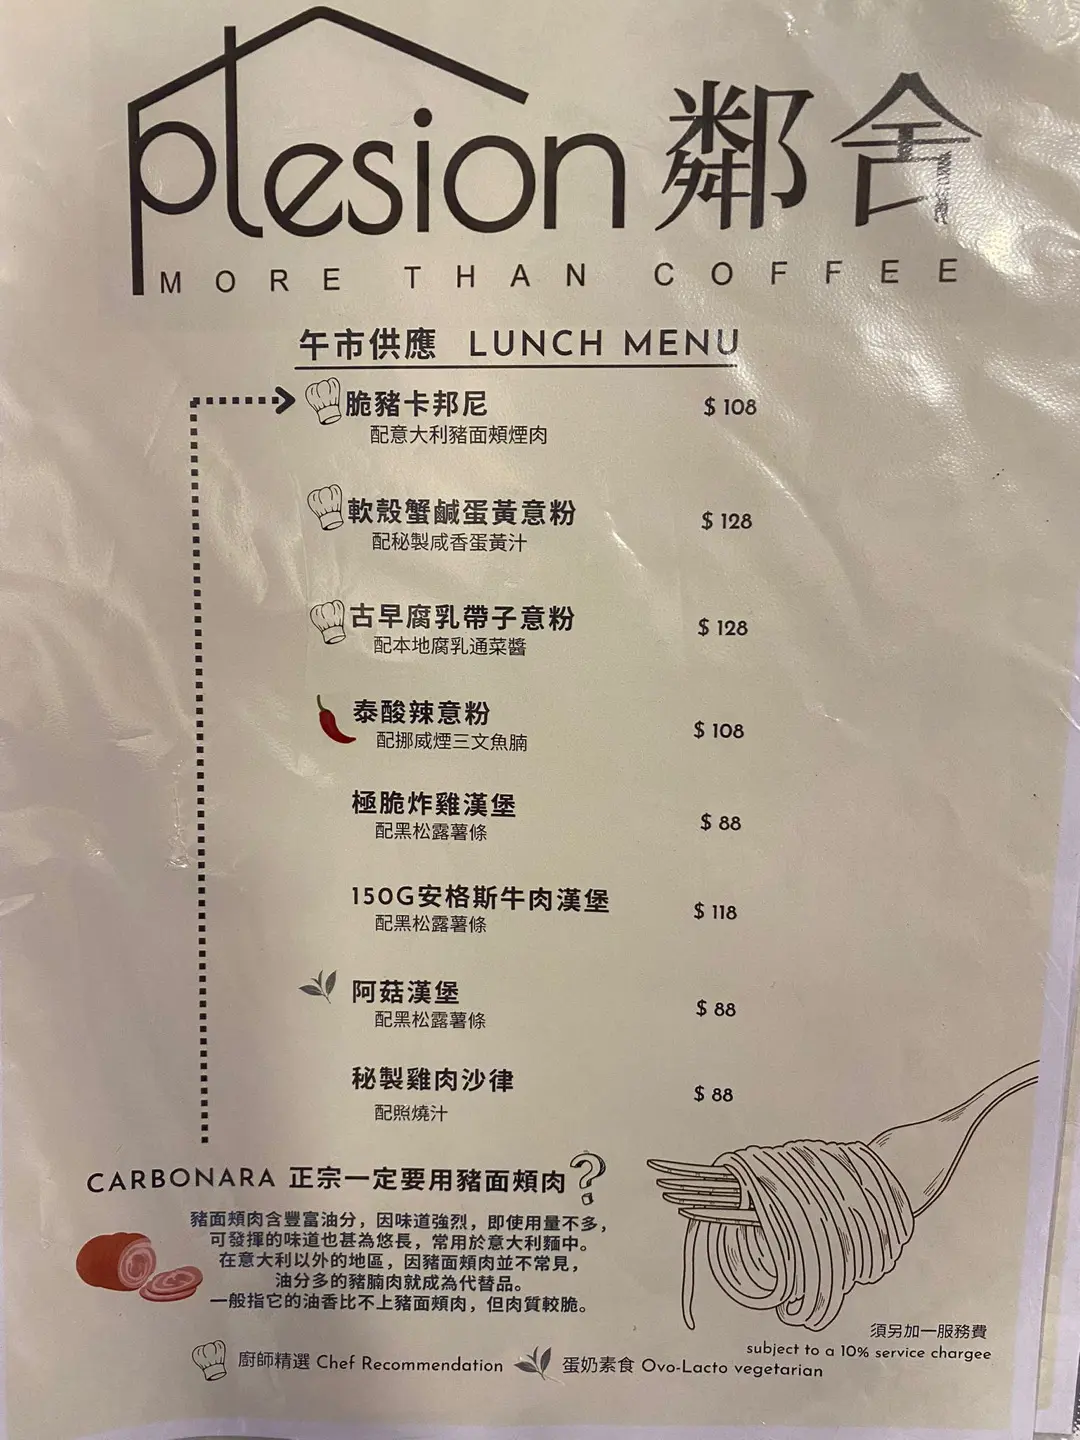 plesion 鄰舍
MORE THAN COFFEE
午市供應 LUNCH MENU
脆豬卡邦尼 $ 108
配意大利豬面頰煙肉
軟殼蟹鹹蛋黃意粉 $ 128
配秘製咸香蛋黃汁
古早腐乳帶子意粉 $ 128
配本地腐乳通菜醬
泰酸辣意粉 $ 108
配挪威煙三文魚腩
極脆炸雞漢堡 $ 88
配黑松露薯條
150G安格斯牛肉漢堡 $ 118
配黑松露薯條
阿菇漢堡 $ 88
配黑松露薯條
秘製雞肉沙律 $ 88
配照燒汁
CARBONARA 正宗一定要用豬面頰肉?
豬面頰肉含豐富油分，因味道強烈，即使用量不多，
可發揮的味道也甚為悠長，常用於意大利麵中。
在意大利以外的地區，因豬面頰肉並不常見，
油分多的豬腩肉就成為代替品。
一般指它的油香比不上豬面頰肉，但肉質較脆。
須另加一服務費
subject to a 10% service chargee
廚師精選 Chef Recommendation 蛋奶素食 Ovo-Lacto vegetarian